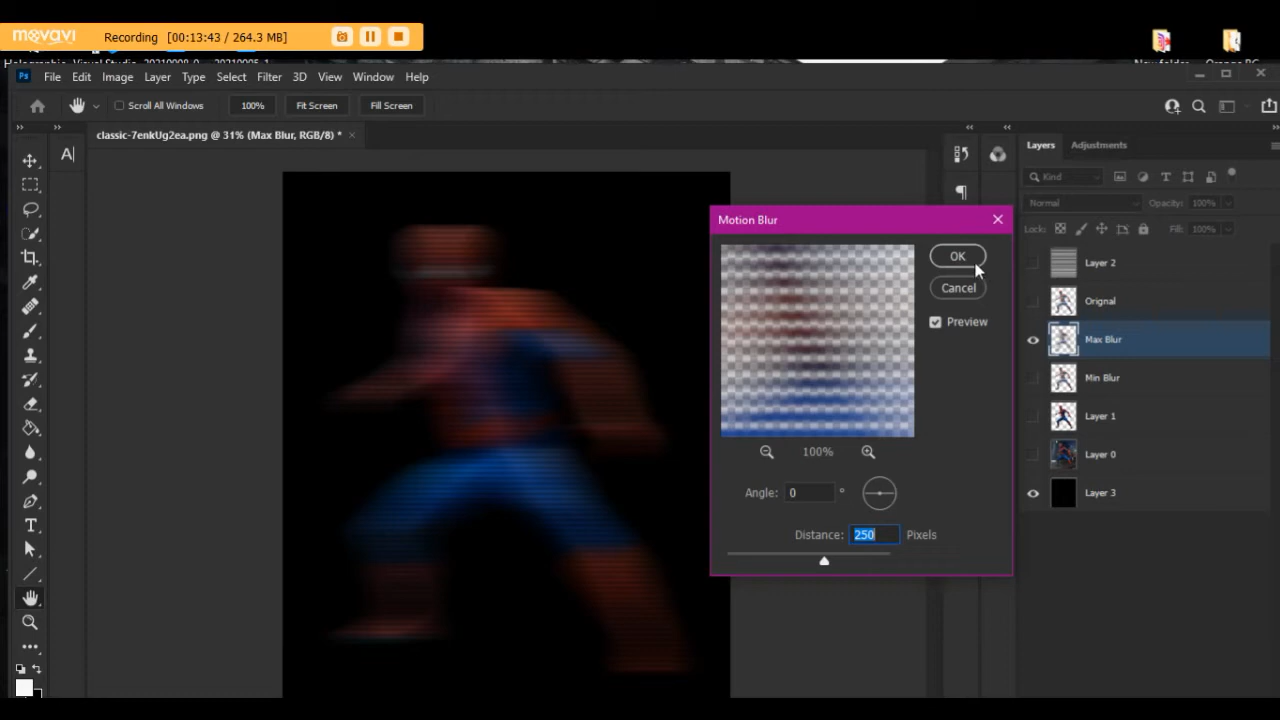 movavi
Recording [00:13:43 / 264.3 MB]
New folder
Ps File Edit Image Layer Type Select Filter 3D View Window Help
Scroll All Windows 100% Fit Screen Fill Screen
classic-7enkUg2ea.png @ 31% (Max Blur, RGB/8) *
Layers Adjustments
Kind
Normal Opacity: 100%
Lock: Fill: 100%
Layer 2
Orignal
Max Blur
Min Blur
Layer 1
Layer 0
Layer 3
Motion Blur
OK
Cancel
Preview
100%
Angle: 0 °
Distance: 250 Pixels